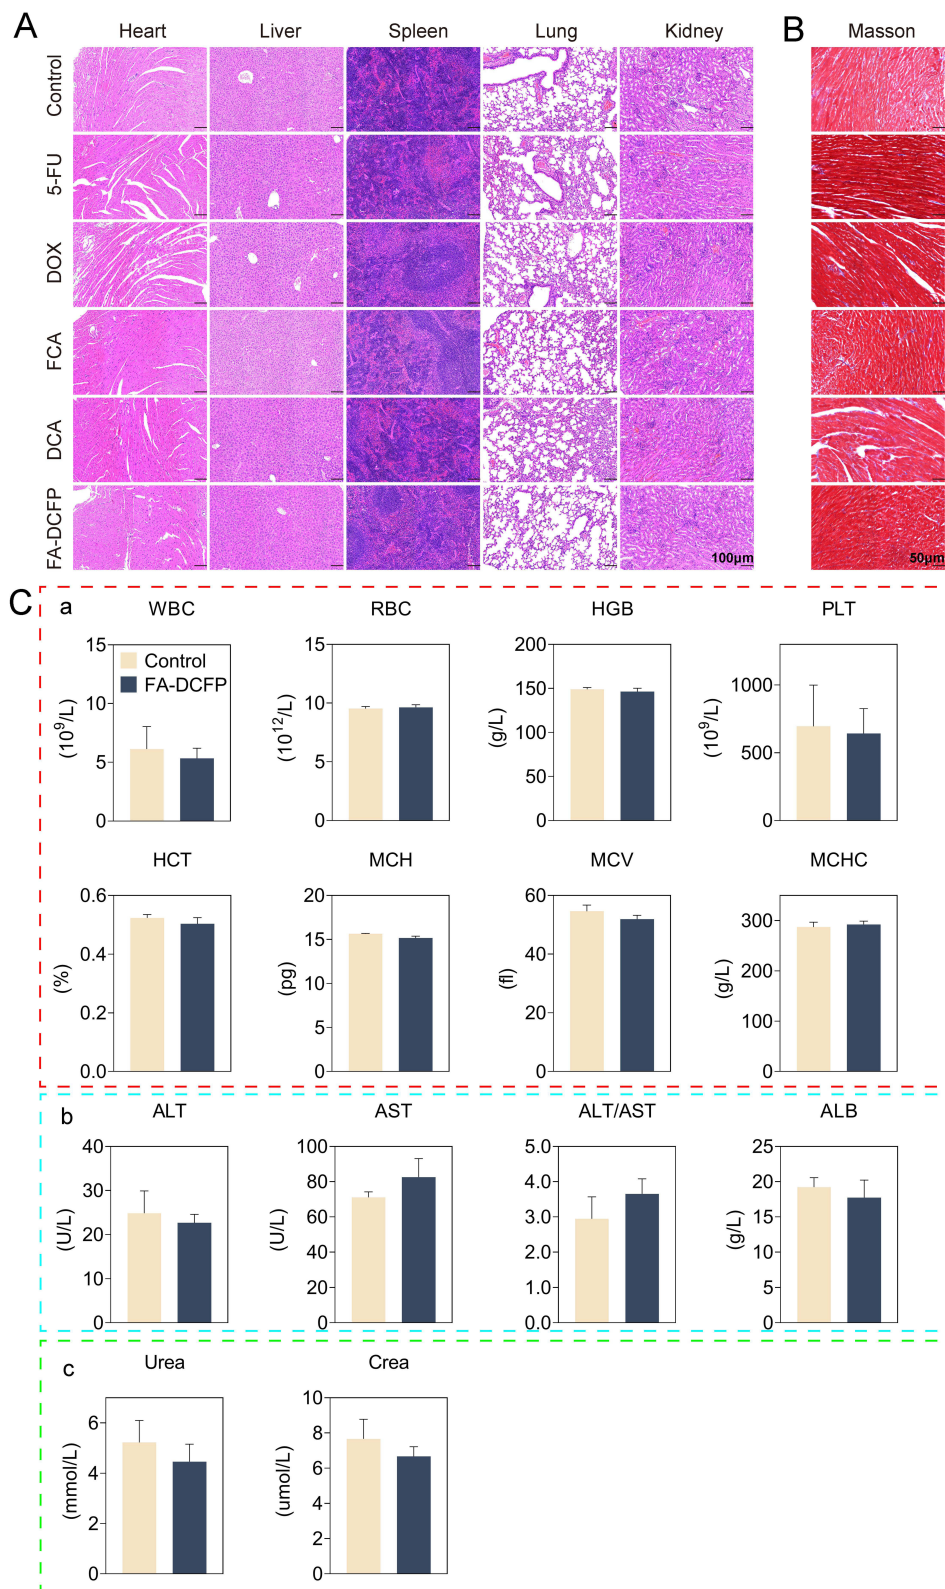 A
Heart Liver Spleen Lung Kidney
B
Masson
Control
5-FU
DOX
FCA
DCA
FA-DCFP
100μm
50μm
C
a
WBC RBC HGB PLT
Control
FA-DCFP
(10⁹/L)
15
10
5
0
(10¹²/L)
15
10
5
0
(g/L)
200
150
100
50
0
(10⁹/L)
1000
500
0
HCT MCH MCV MCHC
(%)
0.6
0.4
0.2
0.0
(pg)
20
15
10
5
0
(fl)
60
40
20
0
(g/L)
300
200
100
0
b
ALT AST ALT/AST ALB
(U/L)
40
30
20
10
0
(U/L)
100
80
60
40
20
0
5.0
4.0
3.0
2.0
1.0
0.0
(g/L)
25
20
15
10
5
0
c
Urea Crea
(mmol/L)
6
4
2
0
(umol/L)
10
8
6
4
2
0